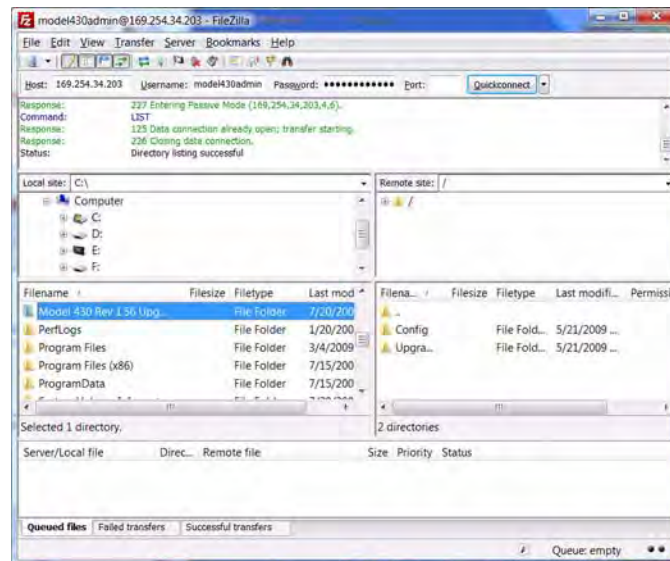 model430admin@169.254.34.203 - FileZilla
File Edit View Transfer Server Bookmarks Help
Host: 169.254.34.203 Username: model430admin Password: •••••••••••• Port: Quickconnect
Response: 227 Entering Passive Mode (169,254,34,203,4,6).
Command: LIST
Response: 125 Data connection already open; transfer starting.
Response: 226 Closing data connection.
Status: Directory listing successful
Local site: C:\ Remote site: /
Computer /
C:
D:
E:
F:
Filename Filesize Filetype Last mod Filena... Filesize Filetype Last modifi... Permissi
Model 430 Rev 1.56 Upg... File Folder 7/20/200 ..
PerfLogs File Folder 1/20/200 Config File Fold... 5/21/2009 ...
Program Files File Folder 3/4/2009 Upgra... File Fold... 5/21/2009 ...
Program Files (x86) File Folder 7/15/200
ProgramData File Folder 7/15/200
Selected 1 directory. 2 directories
Server/Local file Direc... Remote file Size Priority Status
Queued files Failed transfers Successful transfers
Queue: empty